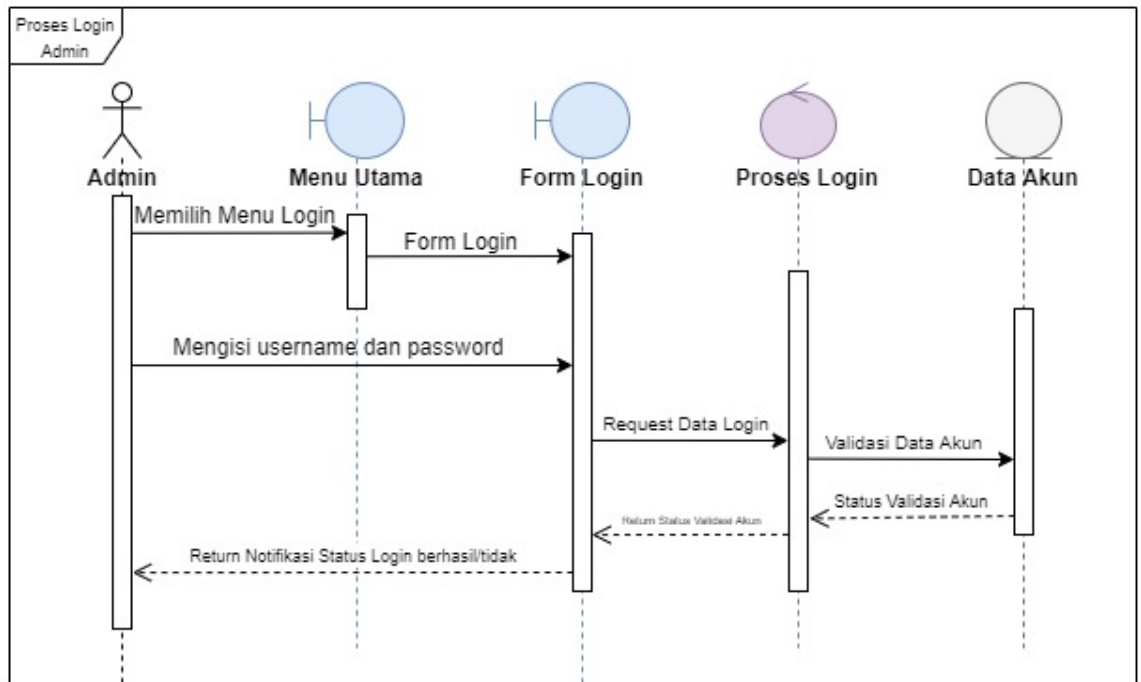 Proses Login
Admin
Admin
Menu Utama
Form Login
Proses Login
Data Akun
Memilih Menu Login
Form Login
Mengisi username dan password
Request Data Login
Validasi Data Akun
Status Validasi Akun
Return Status Validasi Akun
Return Notifikasi Status Login berhasil/tidak